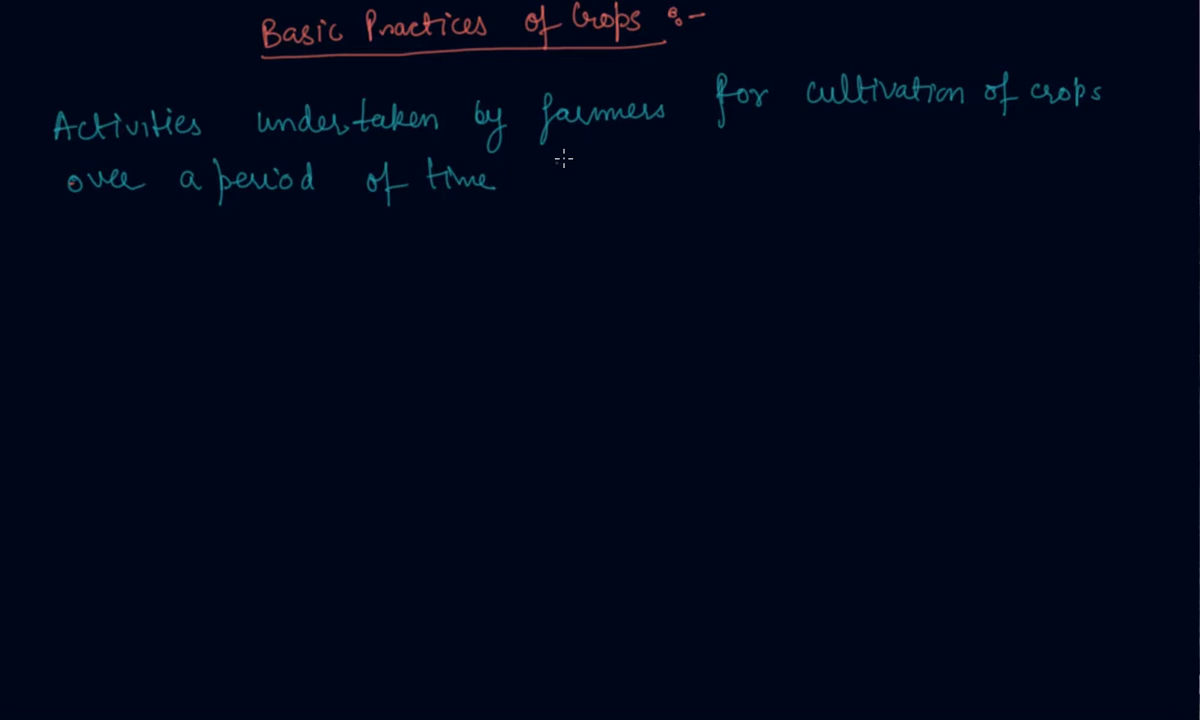 Basic Practices of Crops :-
Activities undertaken by farmers for cultivation of crops
over a period of time